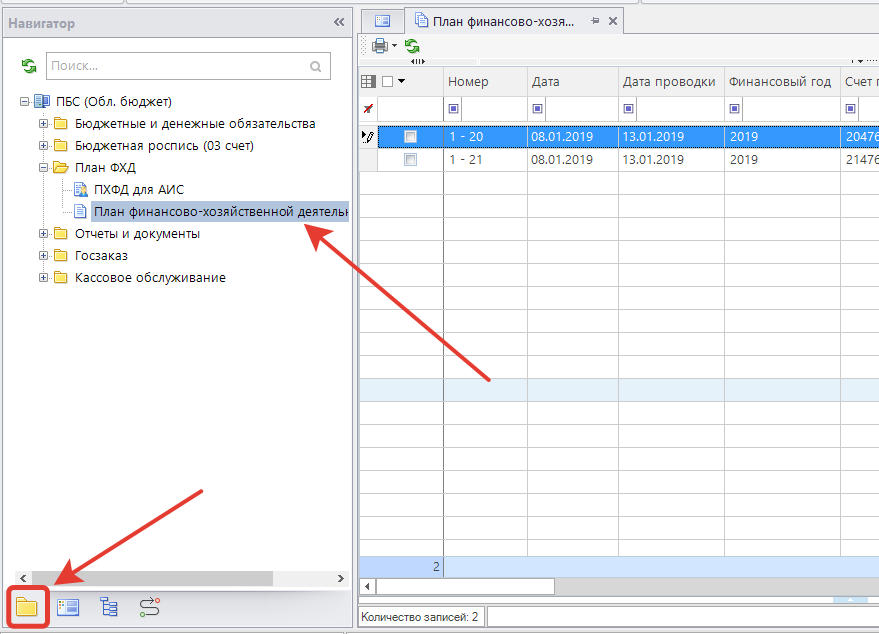 Навигатор
План финансово-хозя...
Поиск...
ПБС (Обл. бюджет)
Бюджетные и денежные обязательства
Бюджетная роспись (03 счет)
План ФХД
ПХФД для АИС
План финансово-хозяйственной деятель
Отчеты и документы
Госзаказ
Кассовое обслуживание
Номер Дата Дата проводки Финансовый год Счет
1 - 20 08.01.2019 13.01.2019 2019 20476
1 - 21 08.01.2019 13.01.2019 2019 21476
2
Количество записей: 2